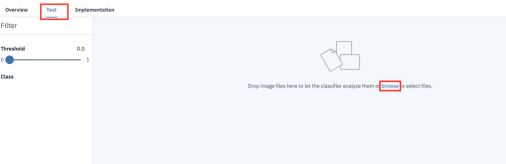 Overview Test Implementation
Filter
Threshold 0.0
0 1
Class
Drop image files here to let the classifier analyze them or browse to select files.